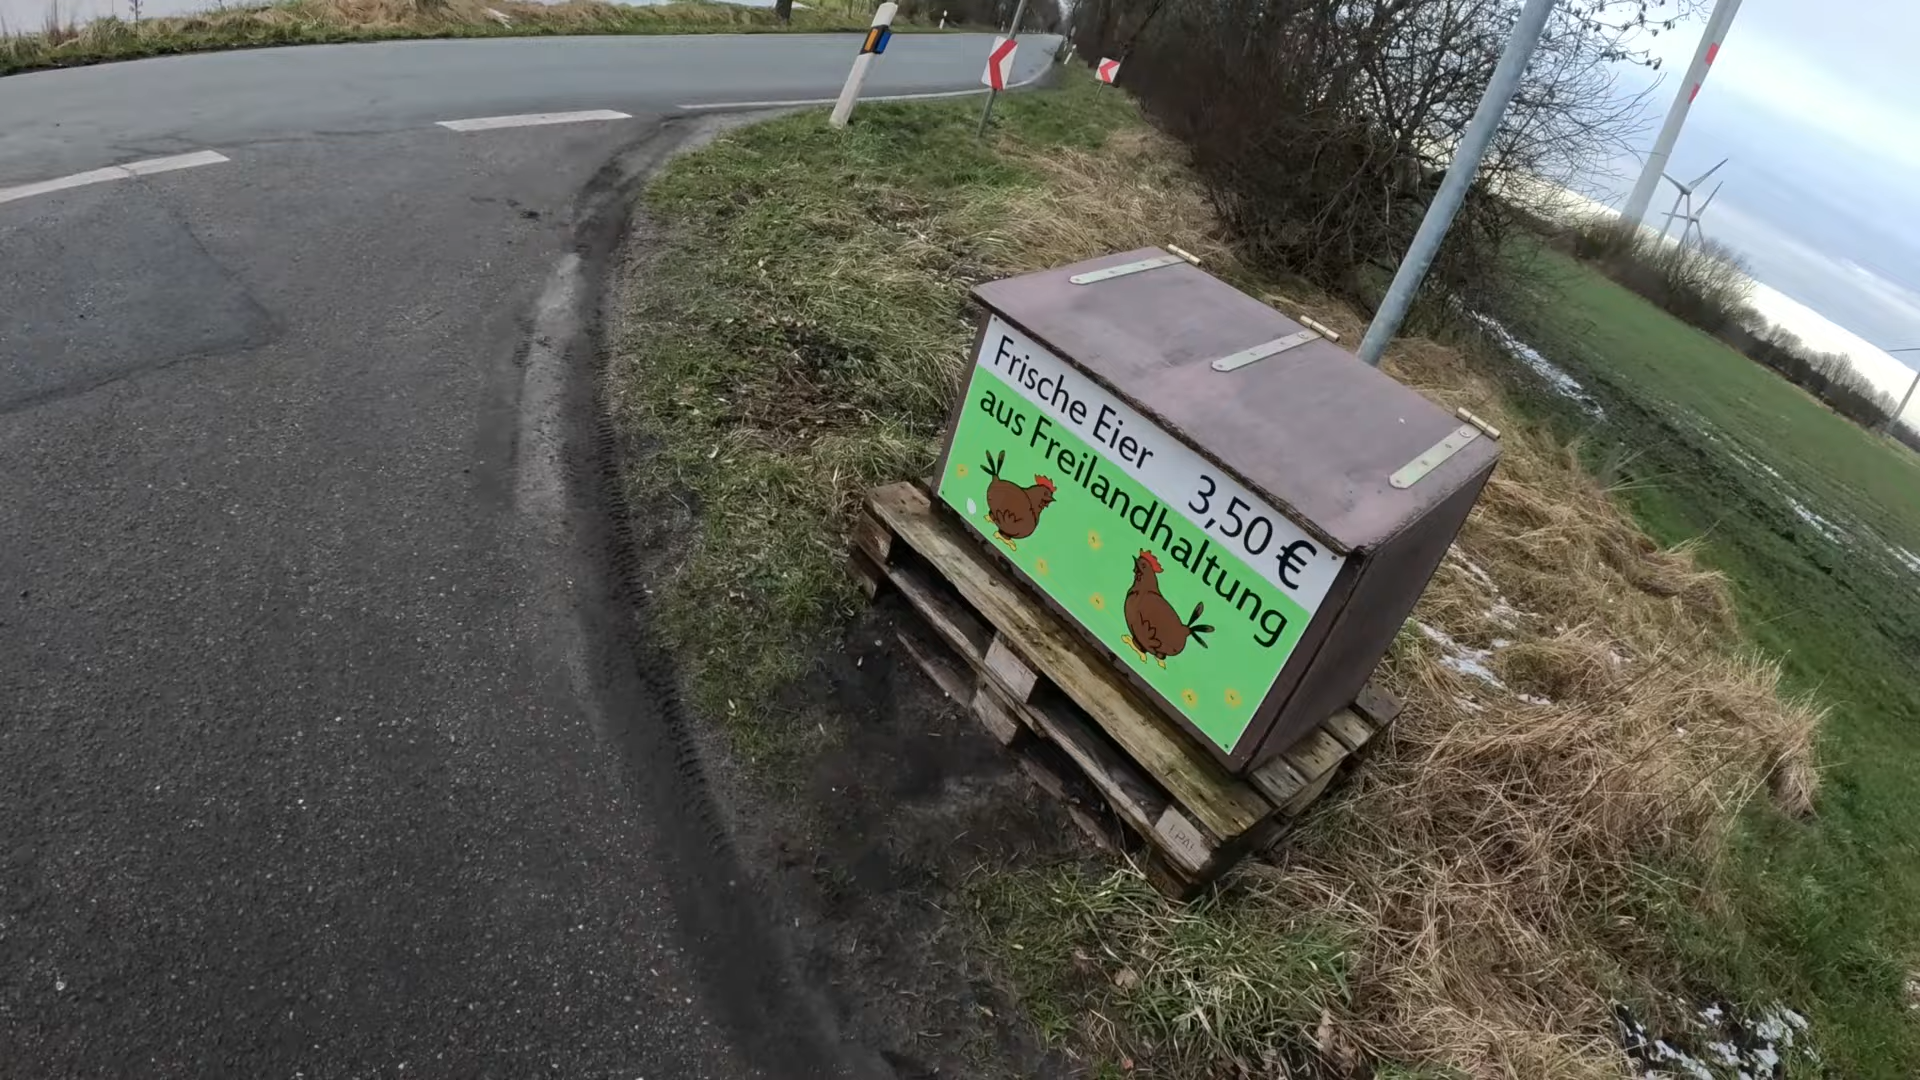 Frische Eier 3,50 €
aus Freilandhaltung